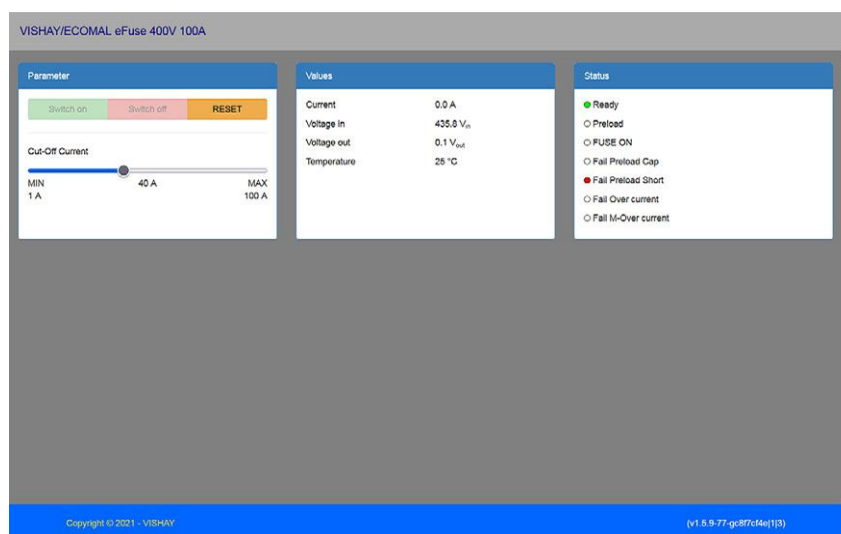 VISHAY/ECOMAL eFuse 400V 100A
Parameter
Switch on Switch off RESET
Cut-Off Current
MIN 40 A MAX
1 A 100 A
Values
Current 0.0 A
Voltage in 435.8 Vin
Voltage out 0.1 Vout
Temperature 26 °C
Status
Ready
Preload
FUSE ON
Fail Preload Cap
Fail Preload Short
Fail Over current
Fail M-Over current
Copyright © 2021 - VISHAY
(v1.5.9-77-gc8f7cf4e|1|3)